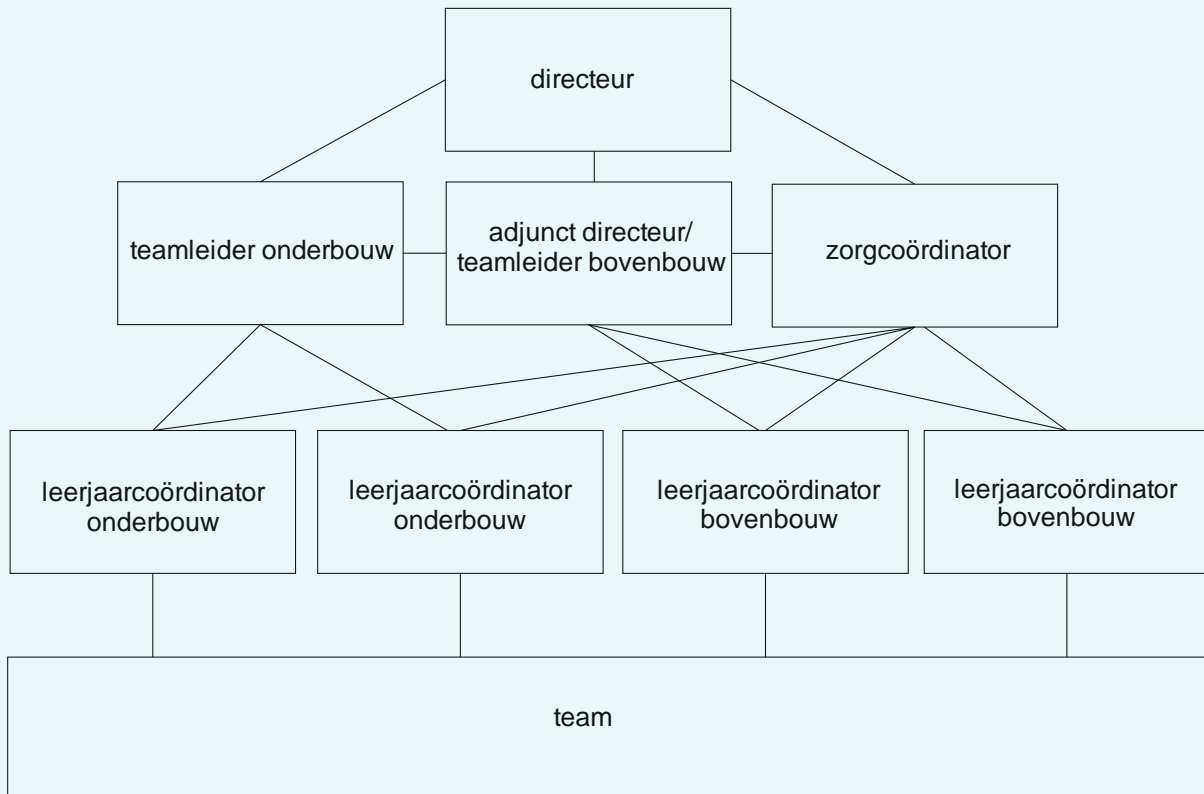 directeur
teamleider onderbouw
adjunct directeur/
teamleider bovenbouw
zorgcoördinator
leerjaarcoördinator
onderbouw
leerjaarcoördinator
onderbouw
leerjaarcoördinator
bovenbouw
leerjaarcoördinator
bovenbouw
team